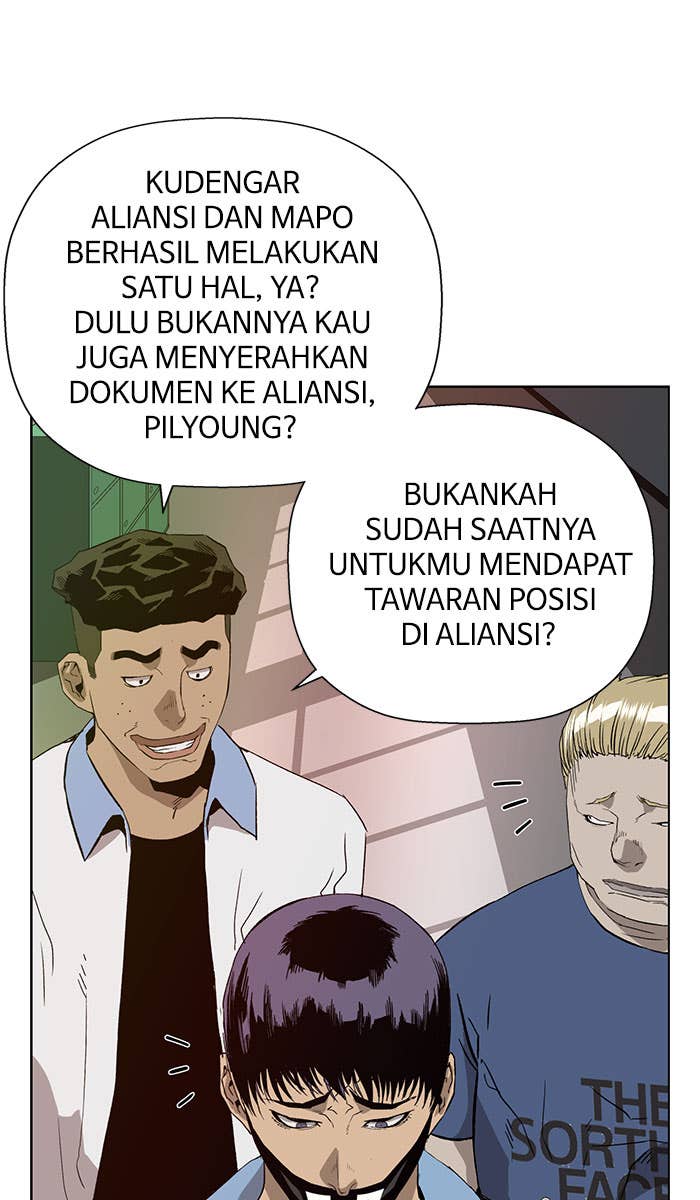 KUDENGAR
ALIANSI DAN MAPO
BERHASIL MELAKUKAN
SATU HAL, YA?
DULU BUKANNYA KAU
JUGA MENYERAHKAN
DOKUMEN KE ALIANSI,
PILYOUNG?
BUKANKAH
SUDAH SAATNYA
UNTUKMU MENDAPAT
TAWARAN POSISI
DI ALIANSI?
THE
SORTH
FACE